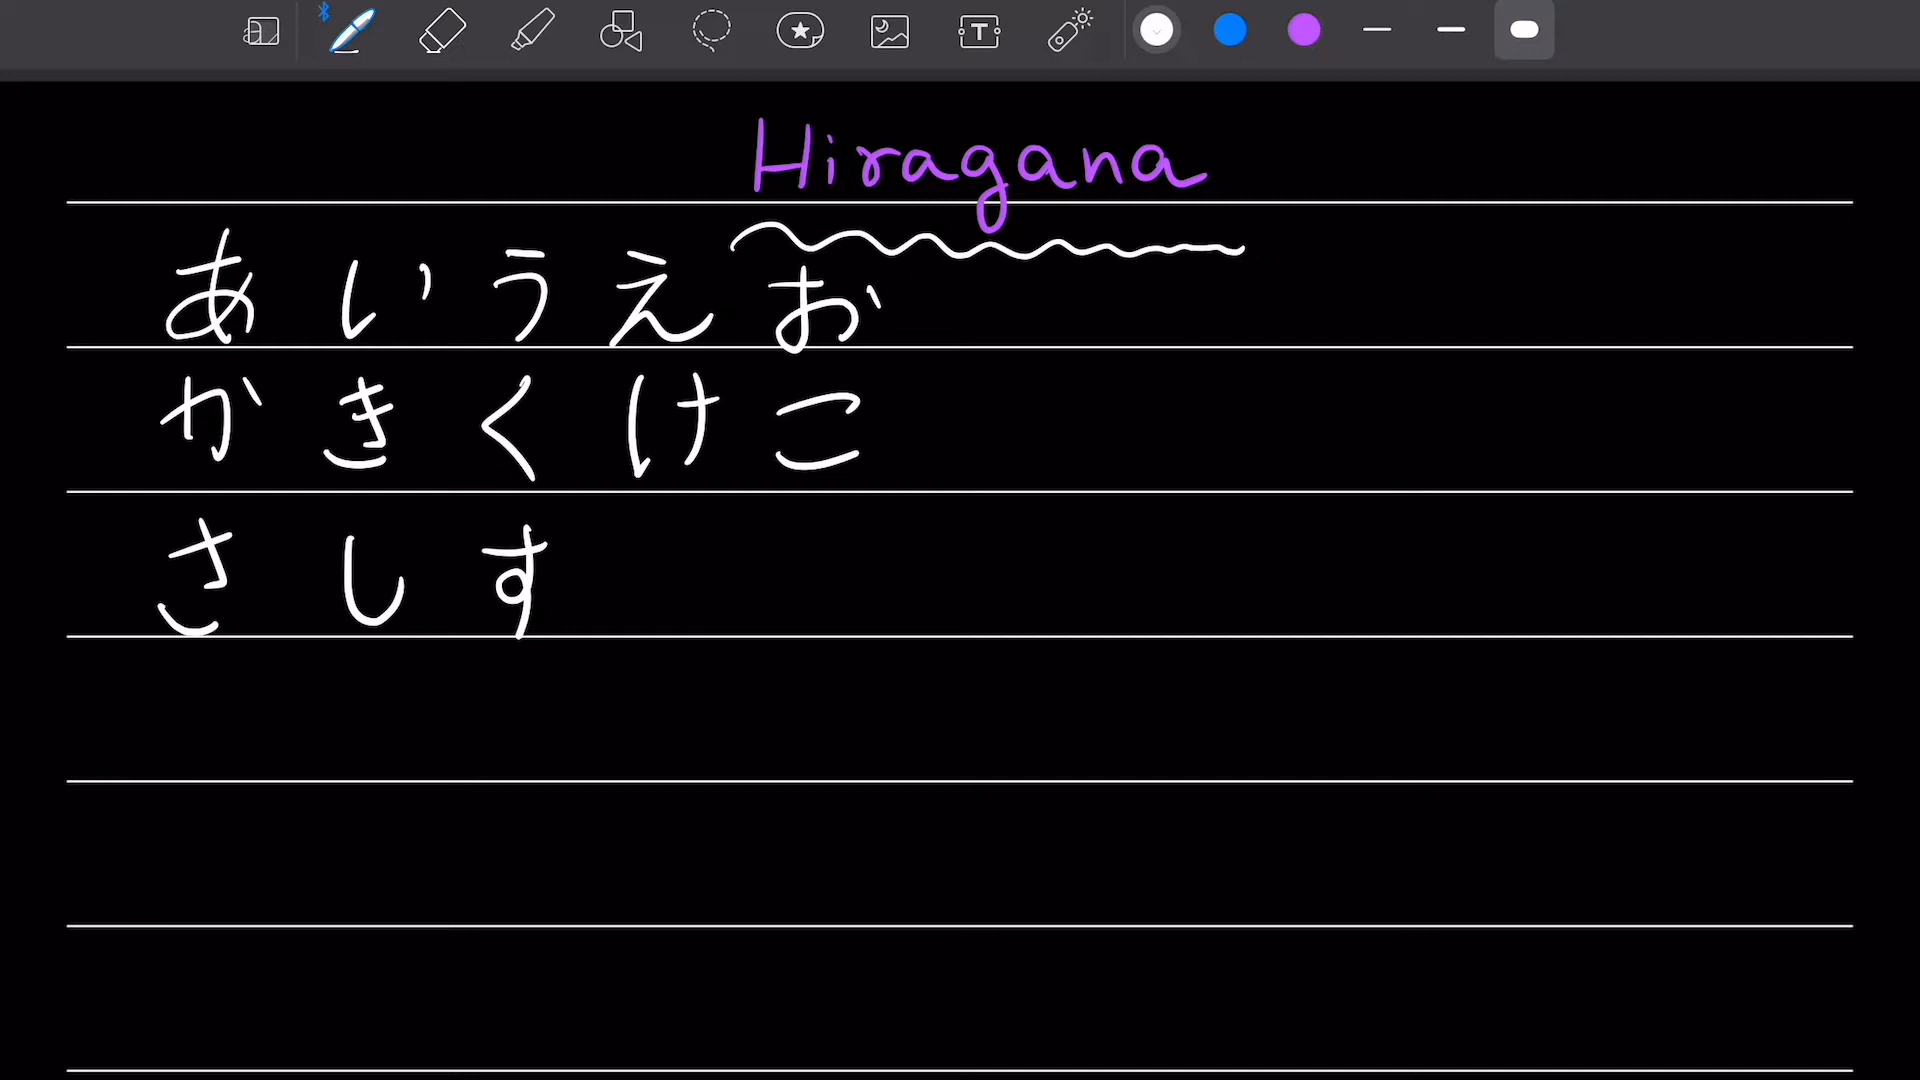 Hiragana
あ い う え お
か き く け こ
さ し す